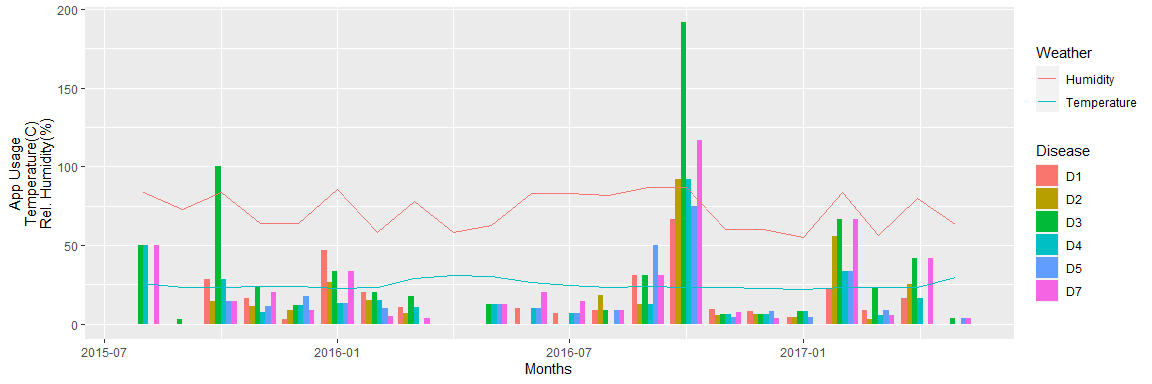 200
150
100
50
0
App Usage
Temperature(C)
Rel. Humidity(%)
2015-07
2016-01
2016-07
2017-01
Months
Weather
Humidity
Temperature
Disease
D1
D2
D3
D4
D5
D7